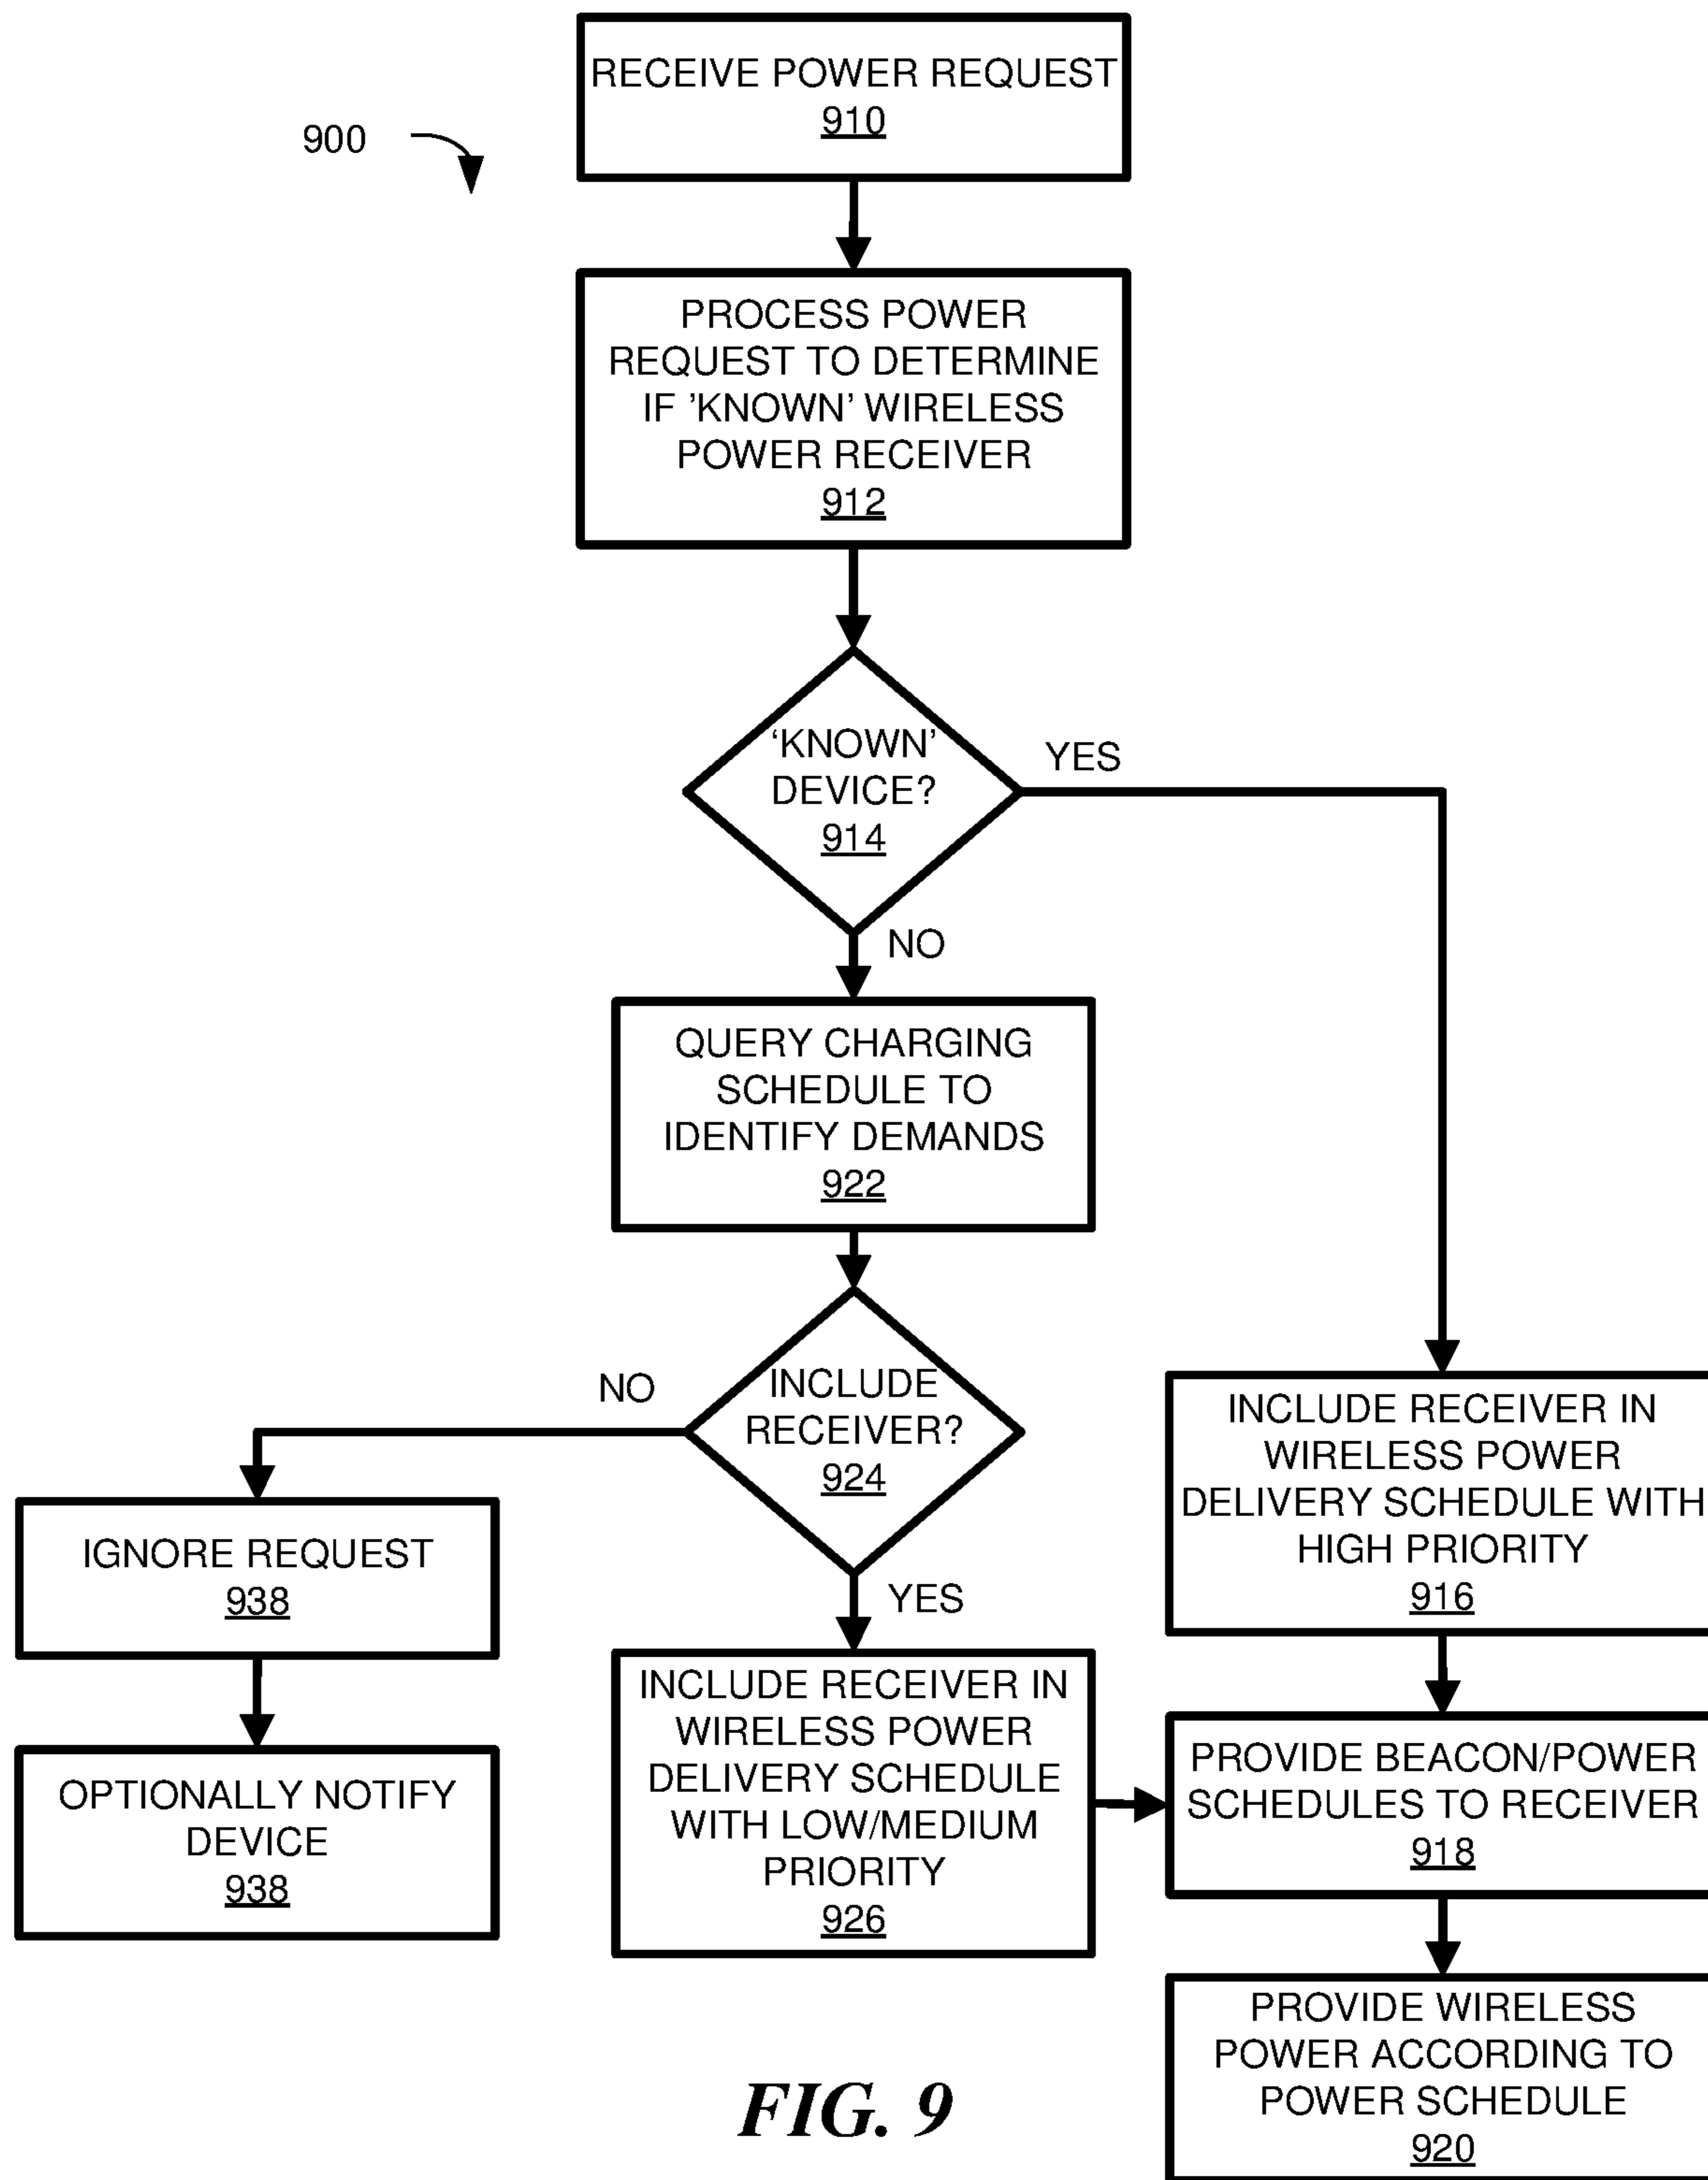 RECEIVE POWER REQUEST
910
900
PROCESS POWER
REQUEST TO DETERMINE
IF 'KNOWN' WIRELESS
POWER RECEIVER
912
‘KNOWN’
DEVICE?
914
YES
NO
QUERY CHARGING
SCHEDULE TO
IDENTIFY DEMANDS
922
INCLUDE
RECEIVER?
924
NO
YES
IGNORE REQUEST
938
OPTIONALLY NOTIFY
DEVICE
938
INCLUDE RECEIVER IN
WIRELESS POWER
DELIVERY SCHEDULE
WITH LOW/MEDIUM
PRIORITY
926
INCLUDE RECEIVER IN
WIRELESS POWER
DELIVERY SCHEDULE WITH
HIGH PRIORITY
916
PROVIDE BEACON/POWER
SCHEDULES TO RECEIVER
918
PROVIDE WIRELESS
POWER ACCORDING TO
POWER SCHEDULE
920
FIG. 9